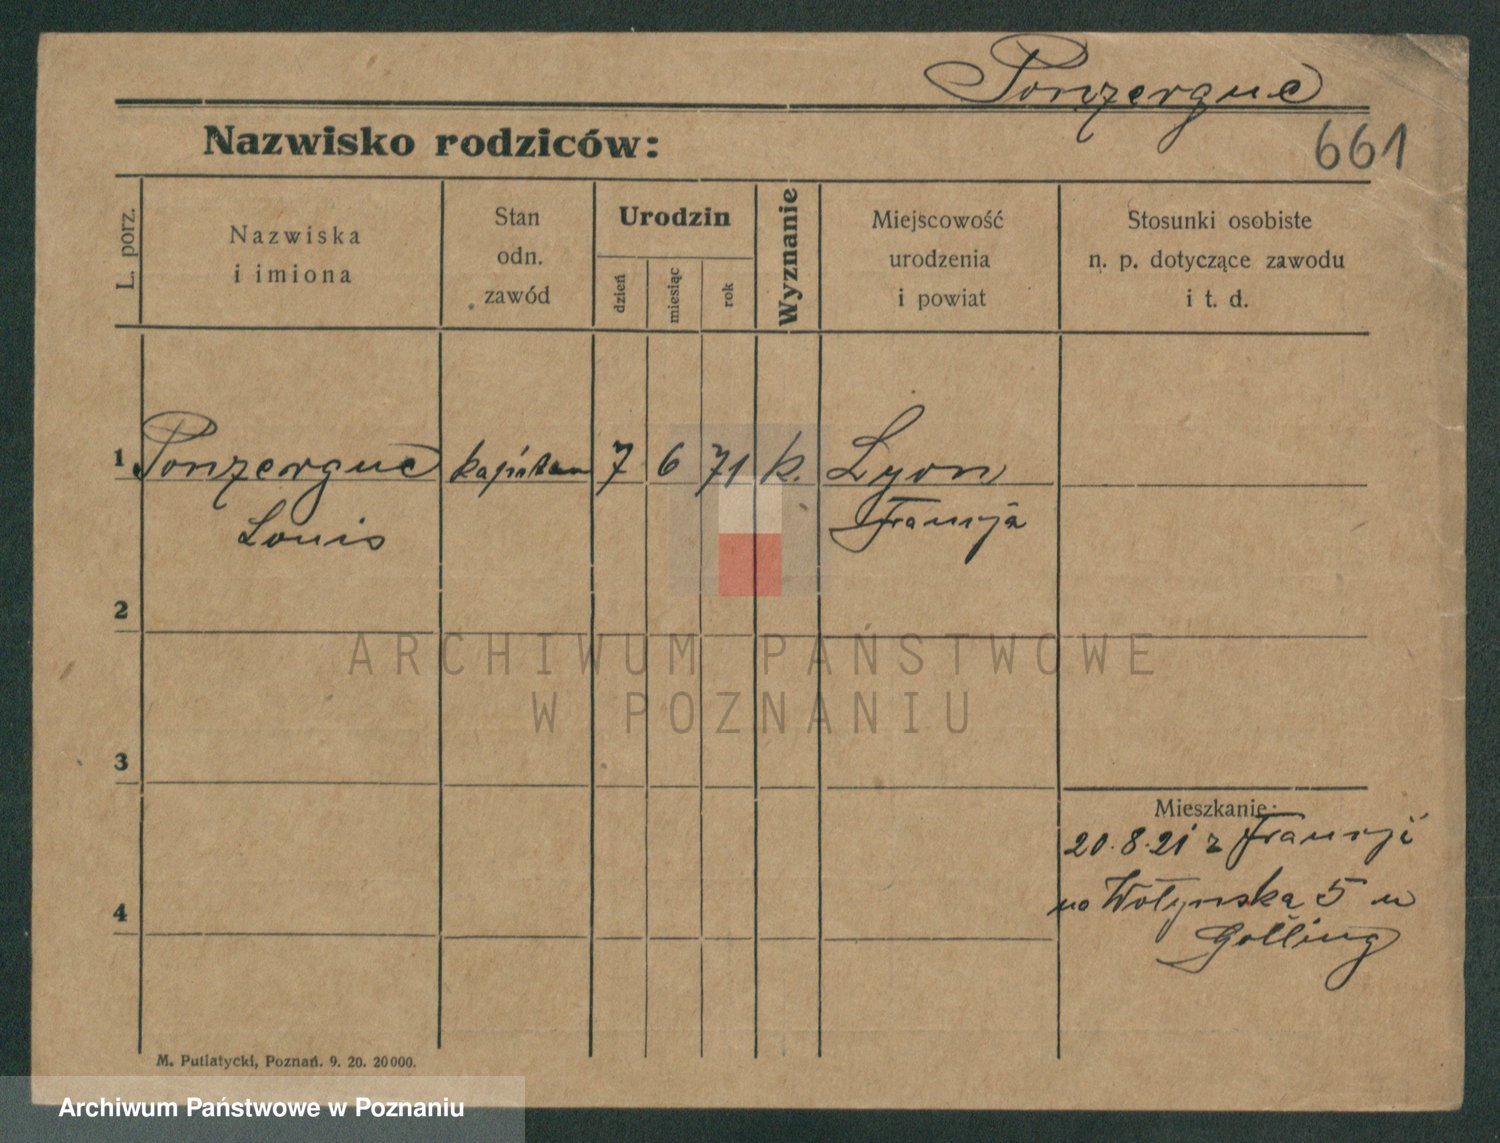 Ponzergue
661
Nazwisko rodziców:
L. porz.
Nazwiska
i imiona
Stan
odn.
zawód
Urodzin
dzień
miesiąc
rok
Wyznanie
Miejscowość
urodzenia
i powiat
Stosunki osobiste
n. p. dotyczące zawodu
i t. d.
1 Ponzergue kapitan 7 6 71 k. Lyon
Louis Francja
2
3
4
Mieszkanie:
20.8.21 z Francji
na Wołyńska 5 u
Golling
M. Putiatycki, Poznań. 9. 20. 20000.
ARCHIWUM PAŃSTWOWE
W POZNANIU
Archiwum Państwowe w Poznaniu